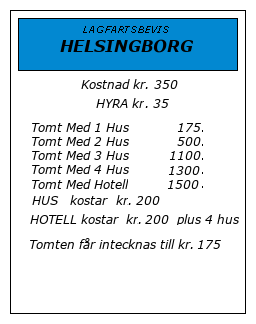 LAGFARTSBEVIS
HELSINGBORG
Kostnad kr. 350
HYRA kr. 35
Tomt Med 1 Hus 175.
Tomt Med 2 Hus 500.
Tomt Med 3 Hus 1100.
Tomt Med 4 Hus 1300.
Tomt Med Hotell 1500.
HUS kostar kr. 200
HOTELL kostar kr. 200 plus 4 hus
Tomten får intecknas till kr. 175